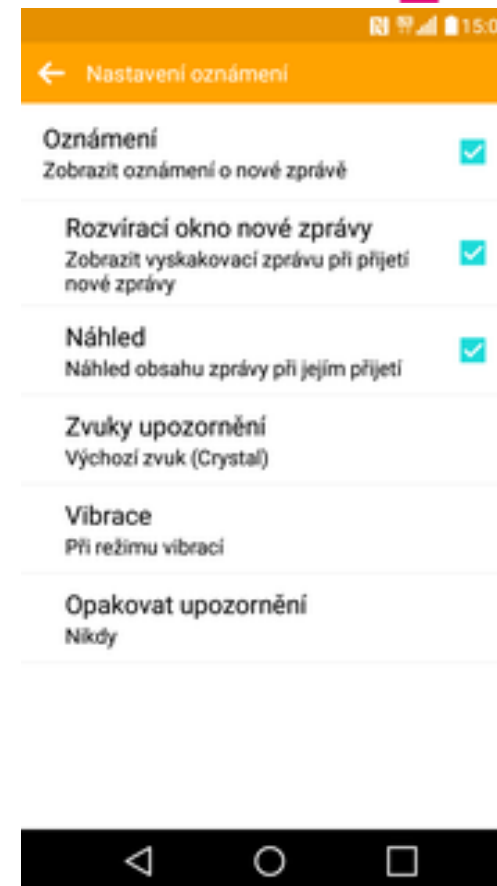 15:0
Nastavení oznámení
Oznámení
Zobrazit oznámení o nové zprávě
Rozvírací okno nové zprávy
Zobrazit vyskakovací zprávu při přijetí
nové zprávy
Náhled
Náhled obsahu zprávy při jejím přijetí
Zvuky upozornění
Výchozí zvuk (Crystal)
Vibrace
Při režimu vibrací
Opakovat upozornění
Nikdy